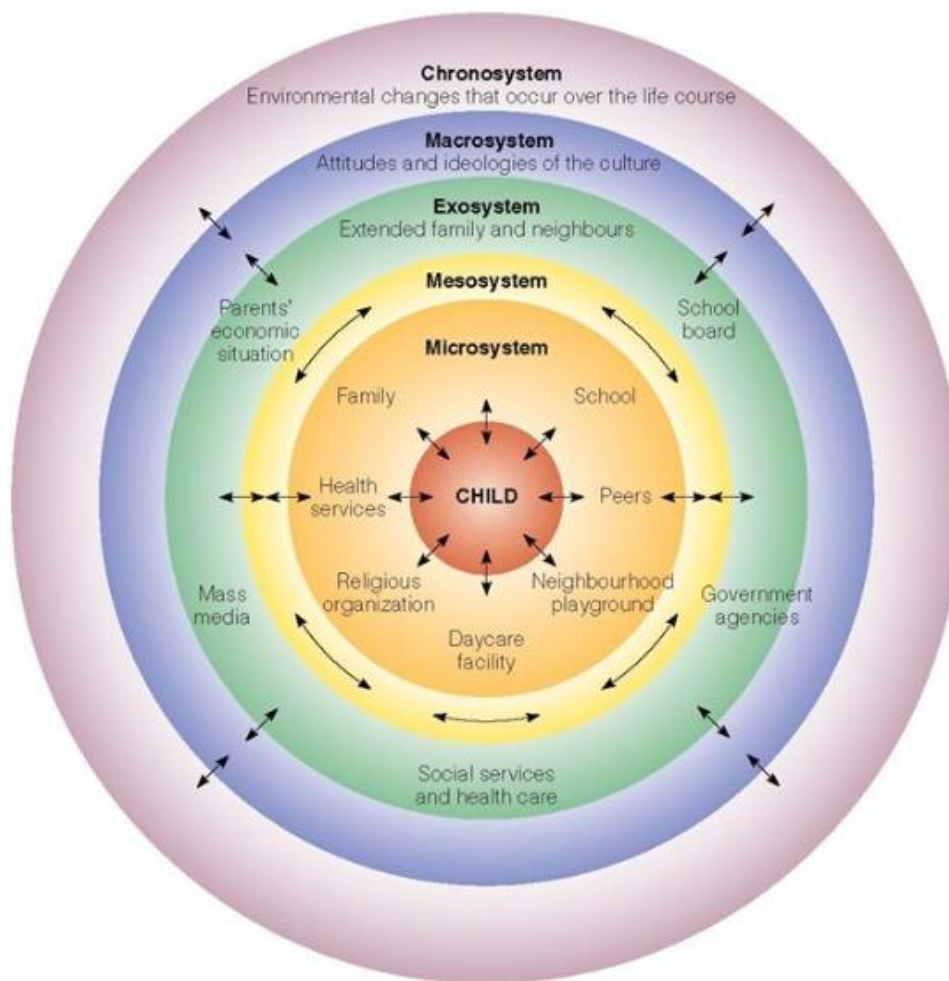 Chronosystem
Environmental changes that occur over the life course
Macrosystem
Attitudes and ideologies of the culture
Exosystem
Extended family and neighbours
Mesosystem
Parents'
economic
situation
School
board
Microsystem
Family
School
Health
services
CHILD
Peers
Religious
organization
Neighbourhood
playground
Mass
media
Government
agencies
Daycare
facility
Social services
and health care